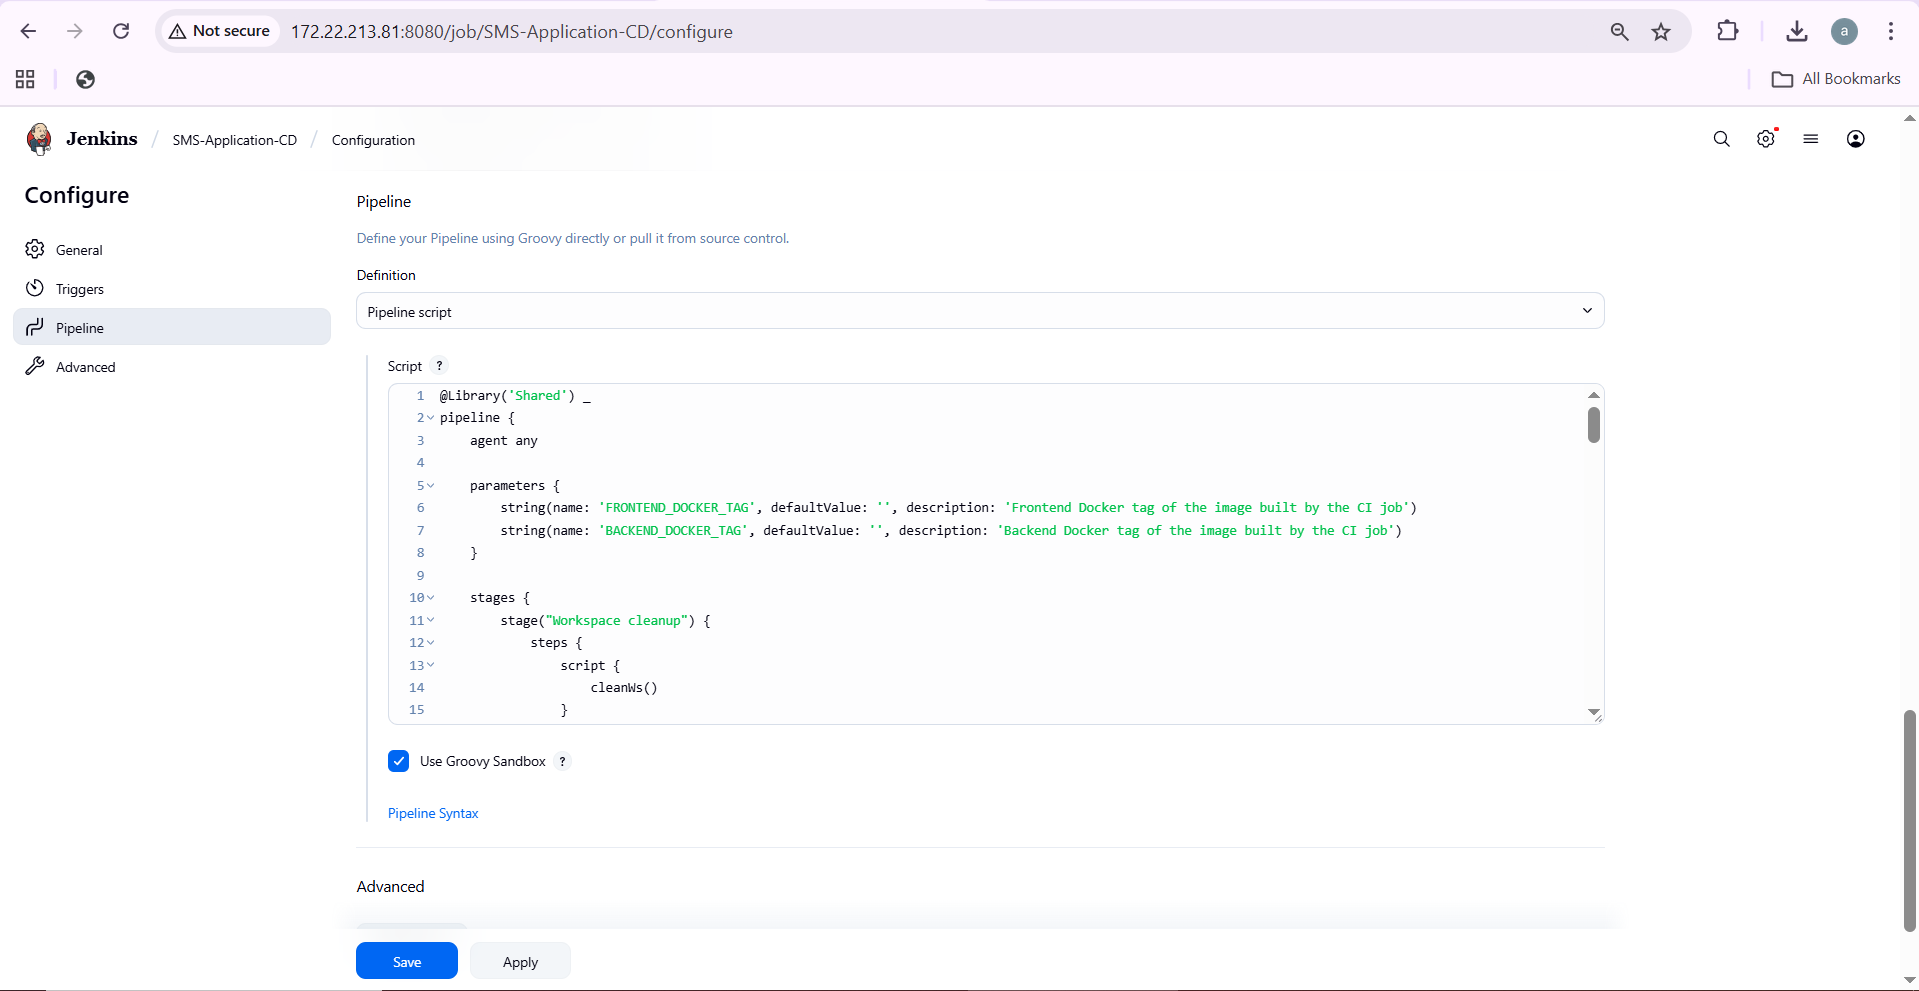 Not secure
172.22.213.81:8080/job/SMS-Application-CD/configure
a
All Bookmarks
Jenkins / SMS-Application-CD / Configuration
Configure
General
Triggers
Pipeline
Advanced
Pipeline
Define your Pipeline using Groovy directly or pull it from source control.
Definition
Pipeline script
Script ?
1 @Library('Shared') _
2 pipeline {
3 agent any
4
5 parameters {
6 string(name: 'FRONTEND_DOCKER_TAG', defaultValue: '', description: 'Frontend Docker tag of the image built by the CI job')
7 string(name: 'BACKEND_DOCKER_TAG', defaultValue: '', description: 'Backend Docker tag of the image built by the CI job')
8 }
9
10 stages {
11 stage("Workspace cleanup") {
12 steps {
13 script {
14 cleanWs()
15 }
Use Groovy Sandbox ?
Pipeline Syntax
Advanced
Save
Apply